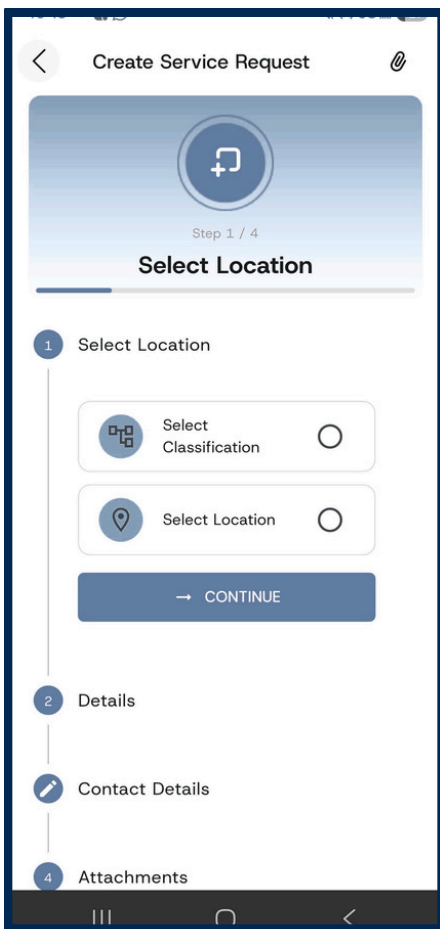 Create Service Request
Step 1 / 4
Select Location
1 Select Location
Select
Classification
Select Location
→ CONTINUE
2 Details
Contact Details
4 Attachments